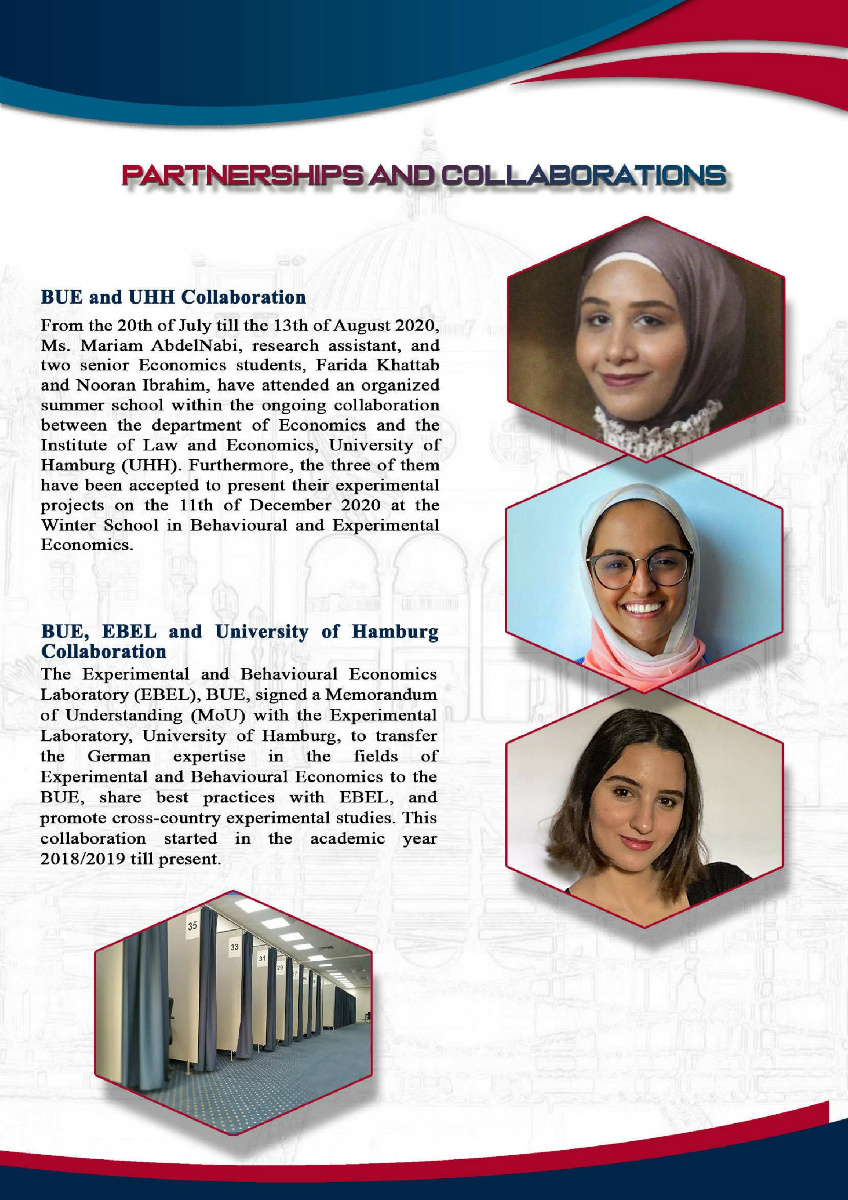 PARTNERSHIPS AND COLLABORATIONS
BUE and UHH Collaboration
From the 20th of July till the 13th of August 2020,
Ms. Mariam AbdelNabi, research assistant, and
two senior Economics students, Farida Khattab
and Nooran Ibrahim, have attended an organized
summer school within the ongoing collaboration
between the department of Economics and the
Institute of Law and Economics, University of
Hamburg (UHH). Furthermore, the three of them
have been accepted to present their experimental
projects on the 11th of December 2020 at the
Winter School in Behavioural and Experimental
Economics.
BUE, EBEL and University of Hamburg
Collaboration
The Experimental and Behavioural Economics
Laboratory (EBEL), BUE, signed a Memorandum
of Understanding (MoU) with the Experimental
Laboratory, University of Hamburg, to transfer
the German expertise in the fields of
Experimental and Behavioural Economics to the
BUE, share best practices with EBEL, and
promote cross-country experimental studies. This
collaboration started in the academic year
2018/2019 till present.
35
33
31
29